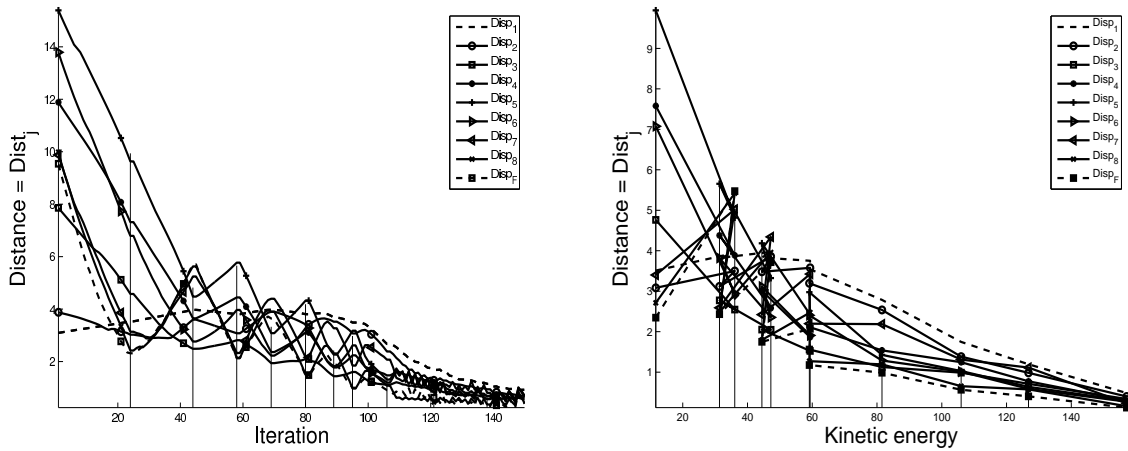 Distance = Dist_j
14
12
10
8
6
4
2
20 40 60 80 100 120 140
Iteration
Disp_1
Disp_2
Disp_3
Disp_4
Disp_5
Disp_6
Disp_7
Disp_8
Disp_F
Distance = Dist_j
9
8
7
6
5
4
3
2
1
20 40 60 80 100 120 140
Kinetic energy
Disp_1
Disp_2
Disp_3
Disp_4
Disp_5
Disp_6
Disp_7
Disp_8
Disp_F